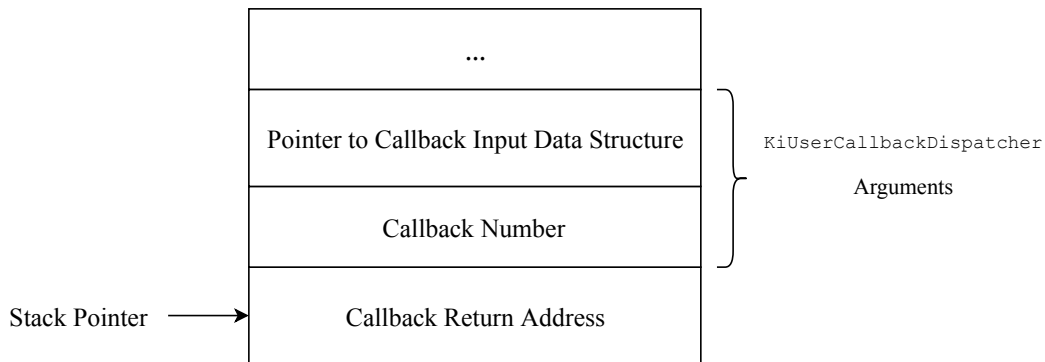 ...
Pointer to Callback Input Data Structure
KiUserCallbackDispatcher
Arguments
Callback Number
Stack Pointer
Callback Return Address